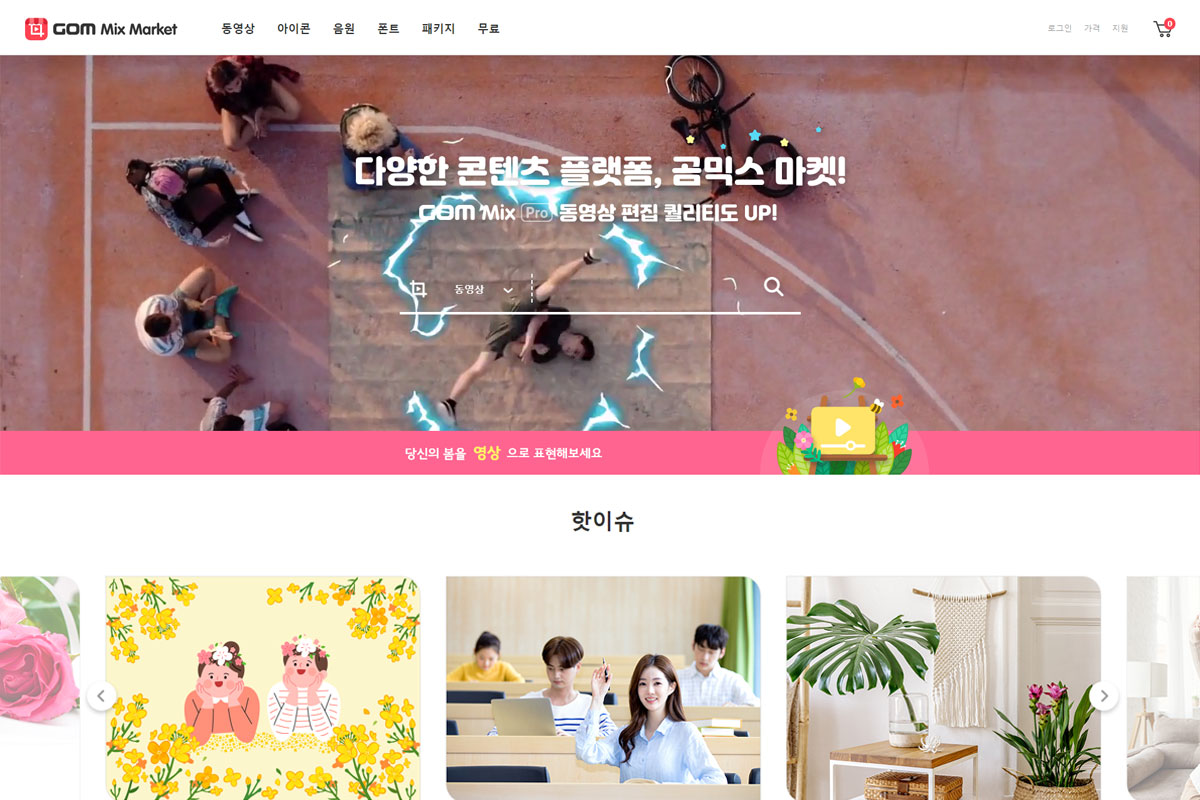 GOM Mix Market
동영상 아이콘 음원 폰트 패키지 무료
로그인 가격 지원
0
다양한 콘텐츠 플랫폼, 곰믹스 마켓!
GOM Mix Pro 동영상 편집 퀄리티도 UP!
동영상
당신의 봄을 영상 으로 표현해보세요
핫이슈